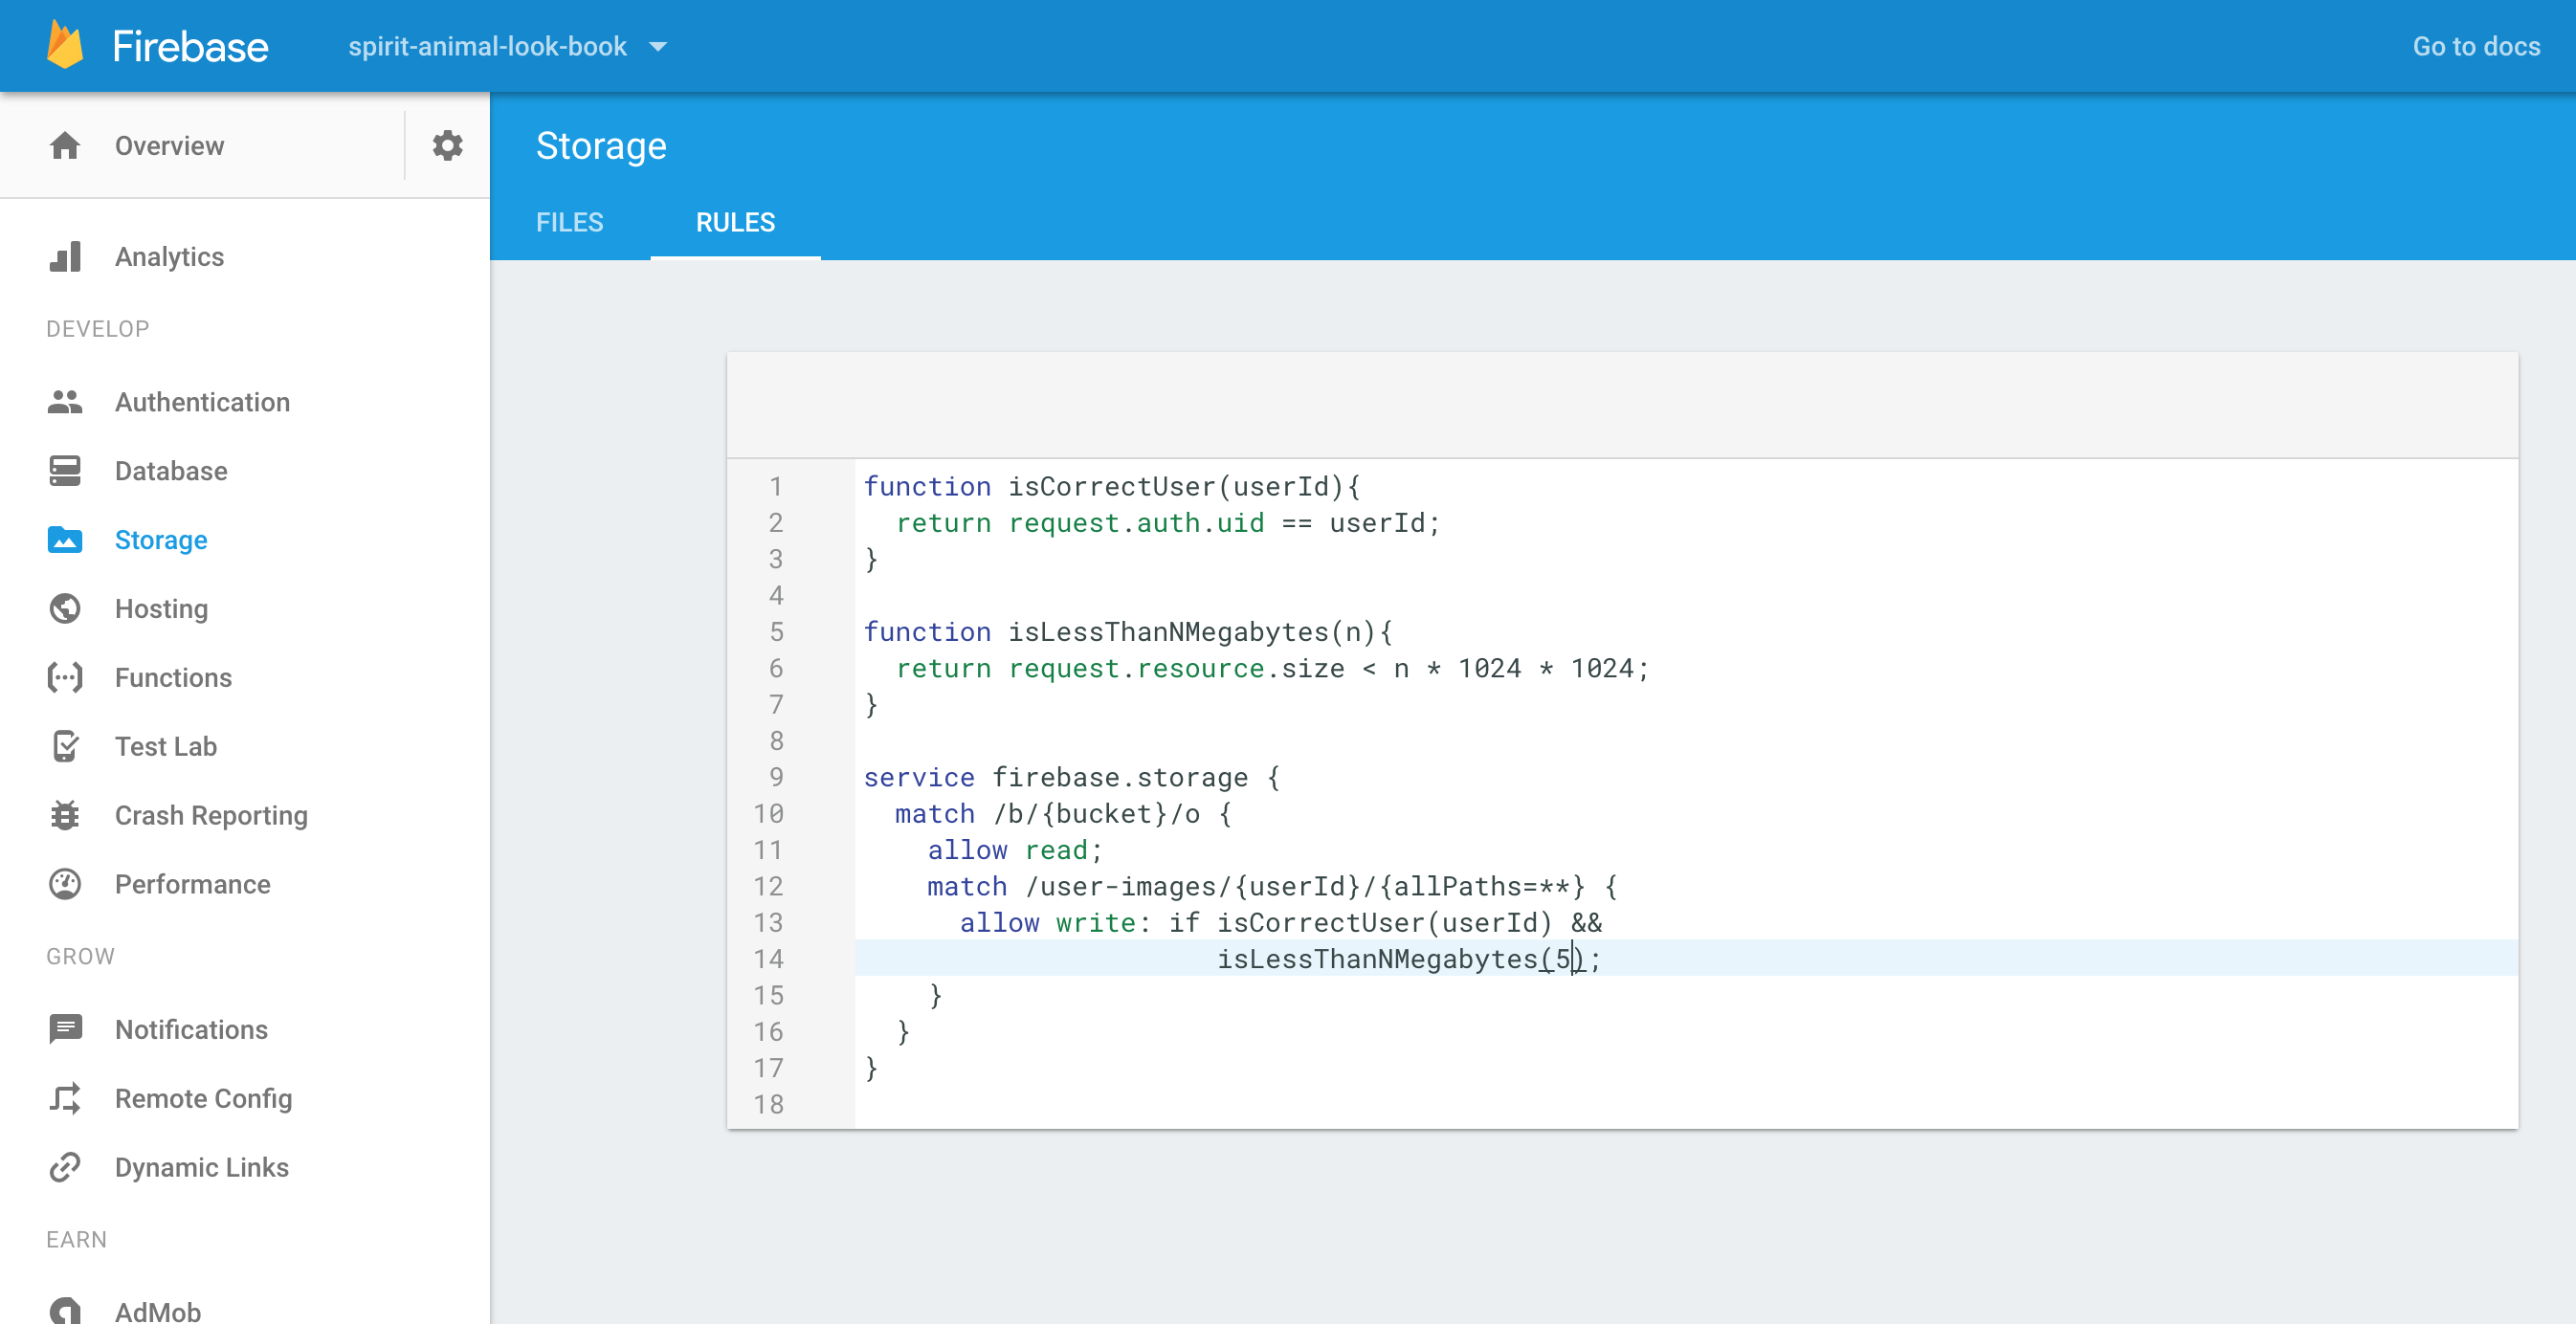 Firebase
spirit-animal-look-book
Go to docs
Overview
Analytics
DEVELOP
Authentication
Database
Storage
Hosting
Functions
Test Lab
Crash Reporting
Performance
GROW
Notifications
Remote Config
Dynamic Links
EARN
AdMob
Storage
FILES RULES
1 function isCorrectUser(userId){
2   return request.auth.uid == userId;
3 }
4
5 function isLessThanNMegabytes(n){
6   return request.resource.size < n * 1024 * 1024;
7 }
8
9 service firebase.storage {
10   match /b/{bucket}/o {
11     allow read;
12     match /user-images/{userId}/{allPaths=**} {
13       allow write: if isCorrectUser(userId) &&
14                       isLessThanNMegabytes(5);
15     }
16   }
17 }
18